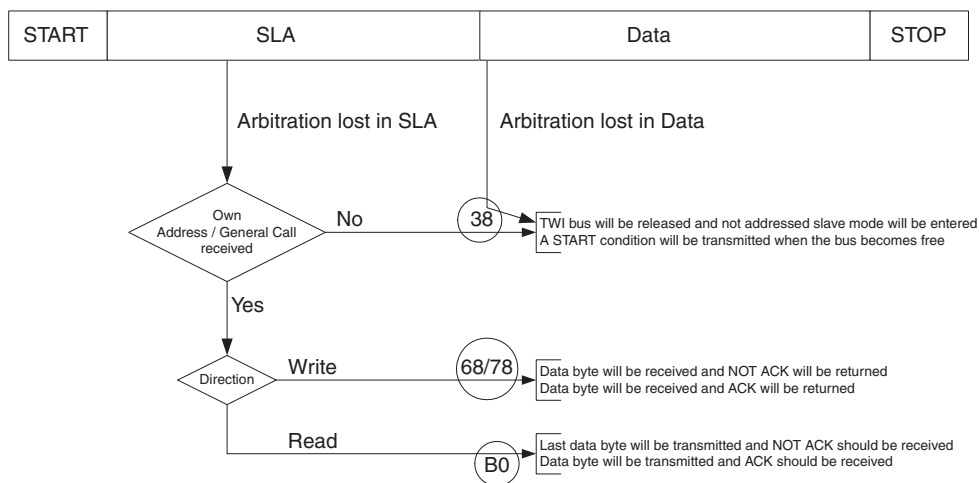 START SLA Data STOP
Arbitration lost in SLA
Arbitration lost in Data
Own
Address / General Call
received
No
38
TWI bus will be released and not addressed slave mode will be entered
A START condition will be transmitted when the bus becomes free
Yes
Direction
Write
68/78
Data byte will be received and NOT ACK will be returned
Data byte will be received and ACK will be returned
Read
B0
Last data byte will be transmitted and NOT ACK should be received
Data byte will be transmitted and ACK should be received